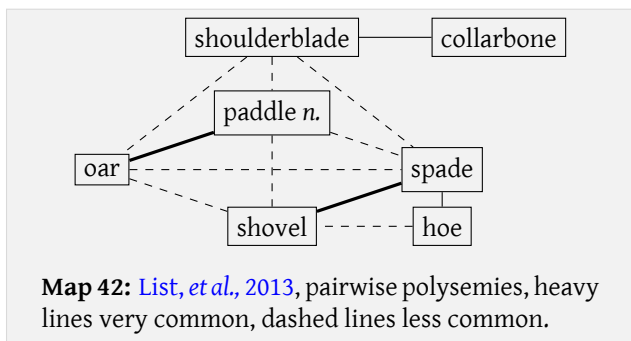 shoulderblade collarbone
paddle n.
oar spade
shovel hoe
Map 42: List, et al., 2013, pairwise polysemies, heavy
lines very common, dashed lines less common.